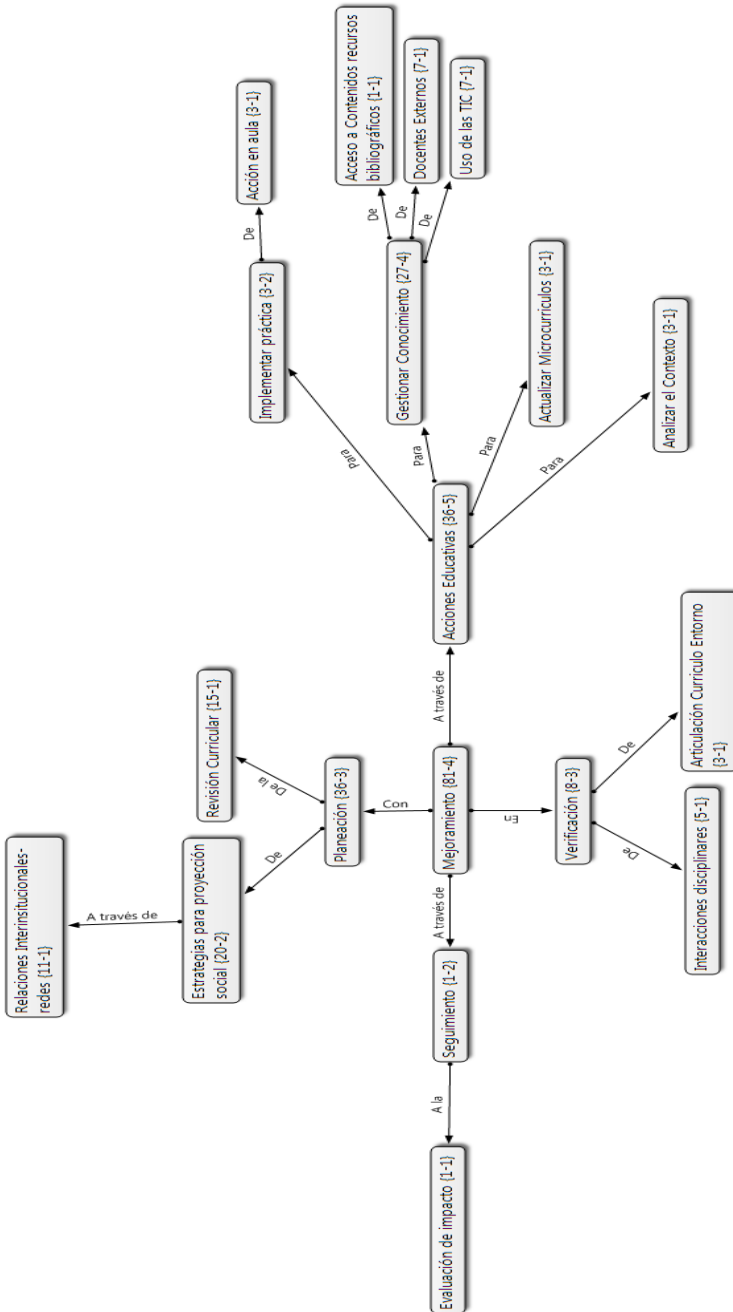 Relaciones Interinsitucionales-
redes {11-1}
A través de
Estrategias para proyección
social {20-2}
Revisión Curricular {15-1}
De
De la
Planeación {36-3}
Con
Evaluación de impacto {1-1}
A la
Seguimiento {1-2}
A través de
Mejoramiento {81-4}
A través de
Acciones Educativas {36-5}
En
Verificación {8-3}
De
De
Interacciones disciplinares {5-1}
Articulación Curriculo Entorno
{3-1}
Para
Implementar práctica {3-2}
De
Acción en aula {3-1}
Para
Gestionar Conocimiento {27-4}
De
Acceso a Contenidos recursos
bibliográficos {1-1}
De
Docentes Externos {7-1}
De
Uso de las TIC {7-1}
Para
Actualizar Microcurriculos {3-1}
Para
Analizar el Contexto {3-1}